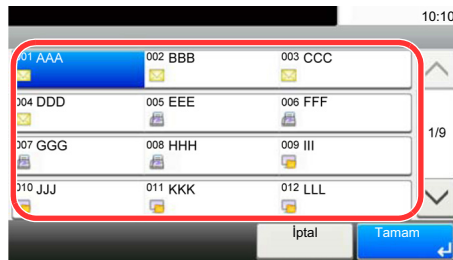 10:10
001 AAA 002 BBB 003 CCC
004 DDD 005 EEE 006 FFF
1/9
007 GGG 008 HHH 009 III
010 JJJ 011 KKK 012 LLL
İptal Tamam